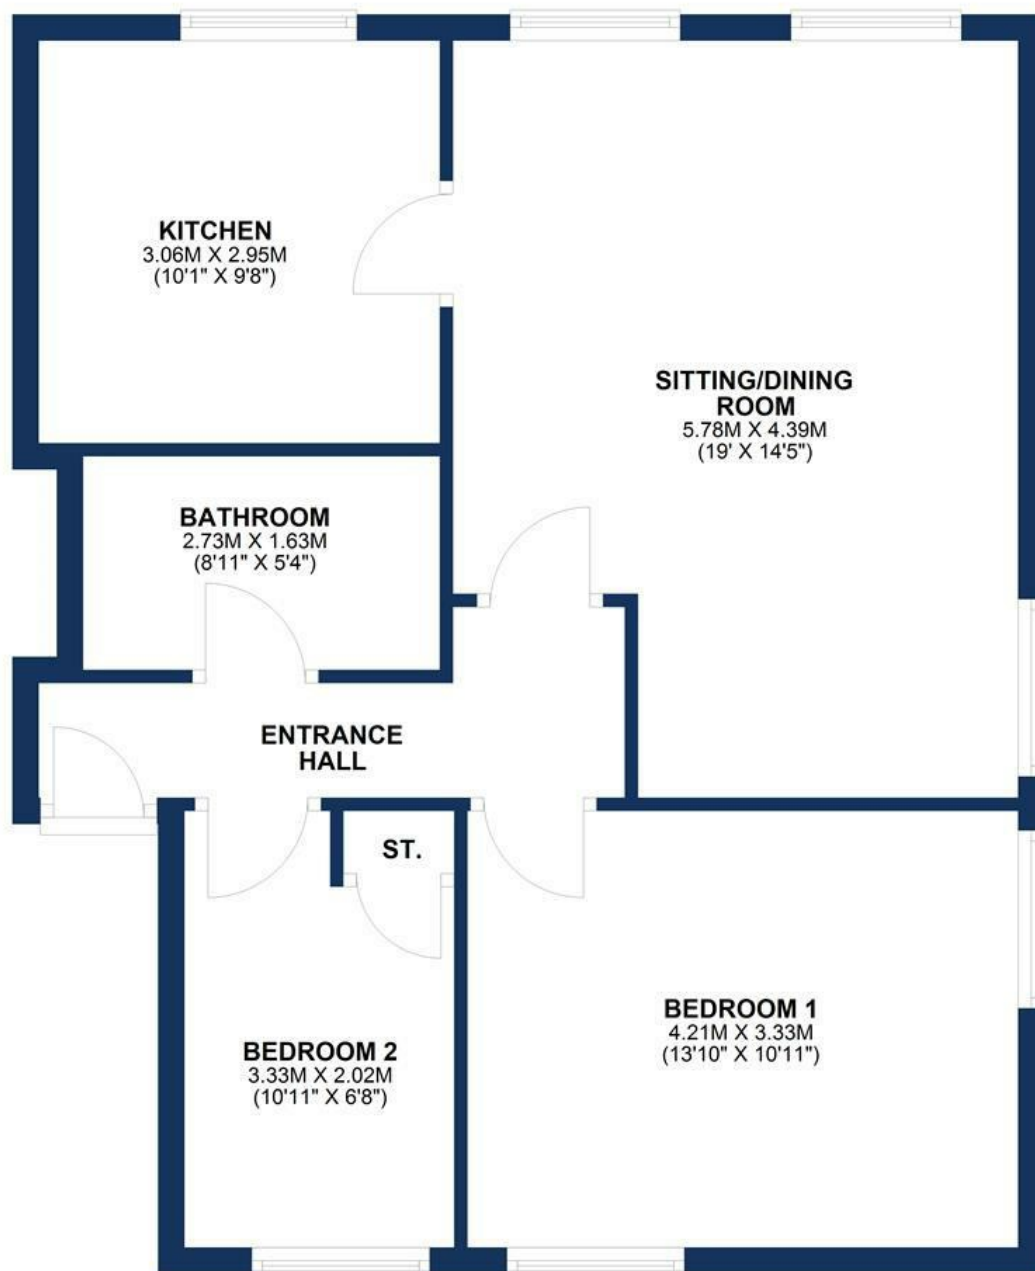 KITCHEN
3.06M X 2.95M
(10'1" X 9'8")
SITTING/DINING
ROOM
5.78M X 4.39M
(19' X 14'5")
BATHROOM
2.73M X 1.63M
(8'11" X 5'4")
ENTRANCE
HALL
ST.
BEDROOM 1
4.21M X 3.33M
(13'10" X 10'11")
BEDROOM 2
3.33M X 2.02M
(10'11" X 6'8")